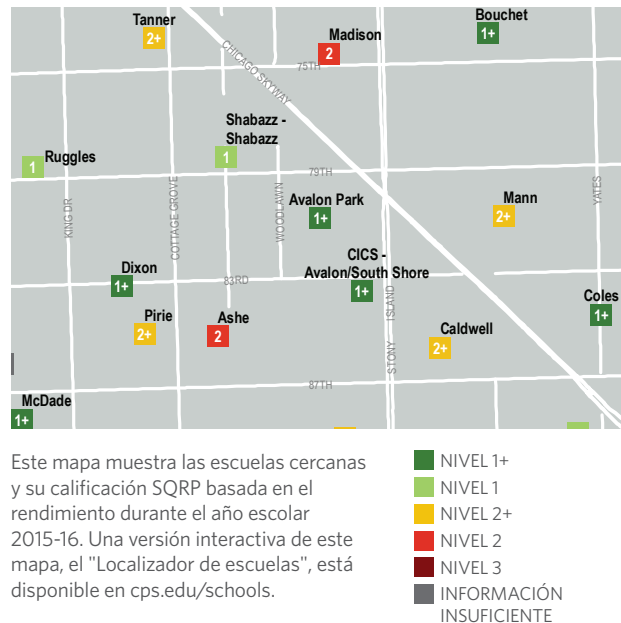 Tanner
2+
Madison
2
Bouchet
1+
CHICAGO SKYWAY
75TH
Shabazz -
Shabazz
1
Ruggles
1
79TH
KING DR
COTTAGE GROVE
WOODLAWN
Avalon Park
1+
Mann
2+
YATES
CICS -
Avalon/South Shore
1+
Dixon
1+
83RD
Pirie
2+
Ashe
2
STONY ISLAND
Caldwell
2+
Coles
1+
87TH
McDade
1+
Este mapa muestra las escuelas cercanas
y su calificación SQRP basada en el
rendimiento durante el año escolar
2015-16. Una versión interactiva de este
mapa, el "Localizador de escuelas", está
disponible en cps.edu/schools.
NIVEL 1+
NIVEL 1
NIVEL 2+
NIVEL 2
NIVEL 3
INFORMACIÓN
INSUFICIENTE